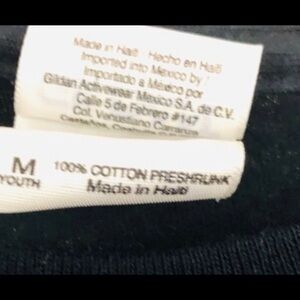 Made in Haiti Hecho en Haiti
Imported into Mexico by /
Importado a Mexico por
Gildan Activewear Mexico S.A. de C.V.
Calle 5 de Febrero #147
Col. Venustiano Carranza
M
YOUTH
100% COTTON PRESHRUNK
Made in Haiti